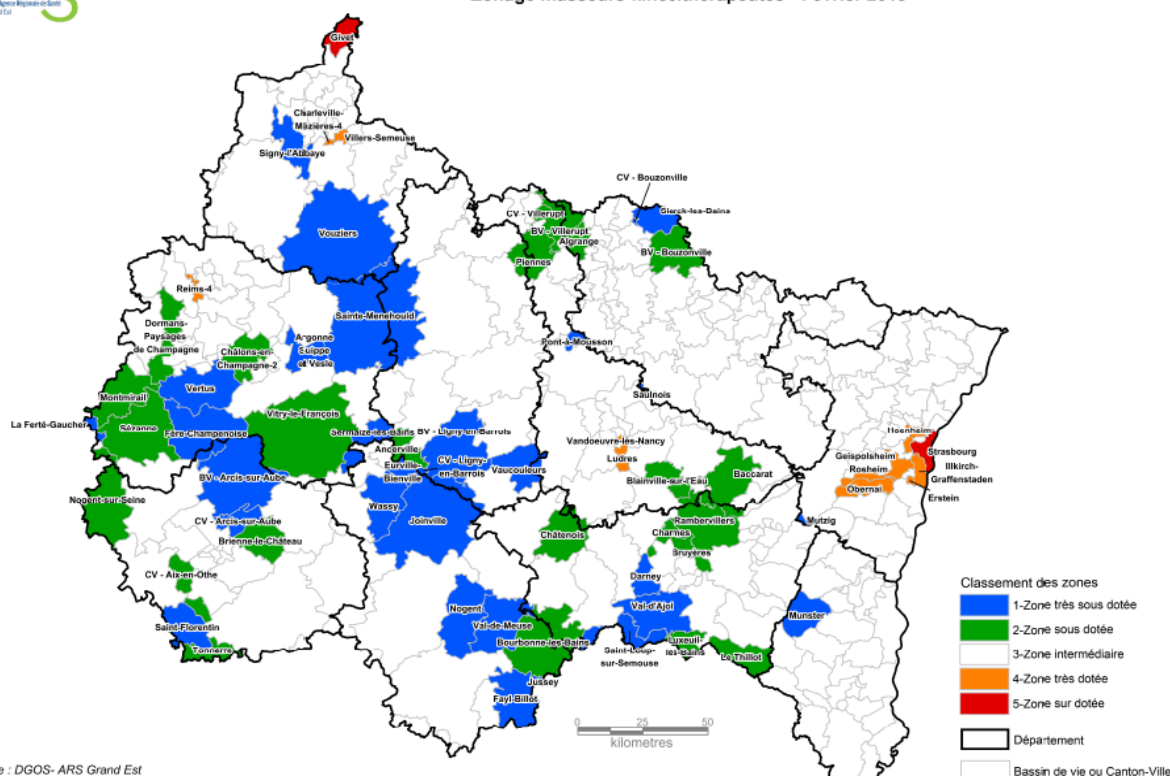 Givet
Charleville-
Mézières-4
Villers-Semeuse
Signy-l'Abbaye
CV - Bouzonville
CV - Villerupt
Sierck-les-Bains
Vouziers
BV - Villerupt
Algrange
BV - Bouzonville
Piennes
Reims-4
Sainte-Menehould
Dormans-
Paysages
de Champagne
Argonne
Suippe
et Vesle
Pont-à-Mousson
Châlons-en-
Champagne-2
Vertus
Saulnois
Montmirail
Vitry-le-François
La Ferté-Gaucher
Sézanne
Fère-Champenoise
Sermaize-les-Bains
BV - Ligny-en-Barrois
Hoenheim
Vandoeuvre-lès-Nancy
Ancerville
Strasbourg
Ludres
Geispolsheim
CV - Ligny-
en-Barrois
Eurville-
Bienville
Vaucouleurs
Illkirch-
Graffenstaden
Rosheim
BV - Arcis-sur-Aube
Baccarat
Blainville-sur-l'Eau
Obernai
Erstein
Nogent-sur-Seine
Wassy
Joinville
CV - Arcis-sur-Aube
Rambervillers
Mutzig
Charmes
Châtenois
Brienne-le-Château
Bruyères
CV - Aix-en-Othe
Darney
Nogent
Val-d'Ajol
Munster
Saint-Florentin
Val-de-Meuse
Bourbonne-les-Bains
Luxeuil-
les-Bains
Tonnerre
Saint-Loup-
sur-Semouse
Le Thillot
Jussey
Fayl-Billot
Classement des zones
1-Zone très sous dotée
2-Zone sous dotée
3-Zone intermédiaire
4-Zone très dotée
5-Zone sur dotée
Département
Bassin de vie ou Canton-Ville
0 25 50
kilometres
: DGOS- ARS Grand Est